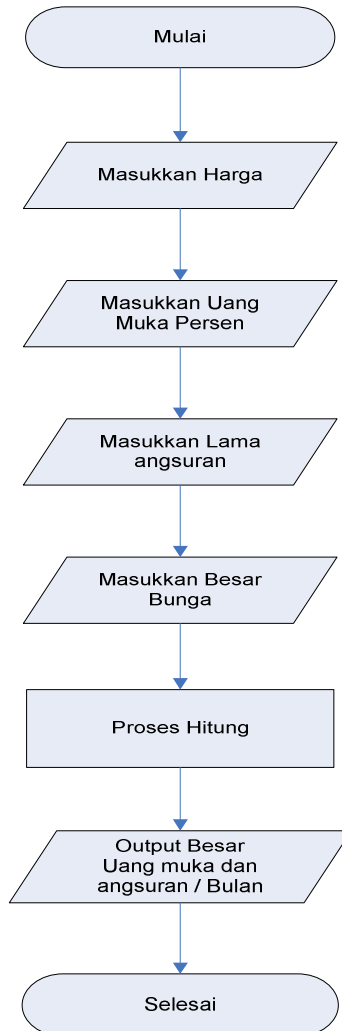 Mulai
Masukkan Harga
Masukkan Uang
Muka Persen
Masukkan Lama
angsuran
Masukkan Besar
Bunga
Proses Hitung
Output Besar
Uang muka dan
angsuran / Bulan
Selesai